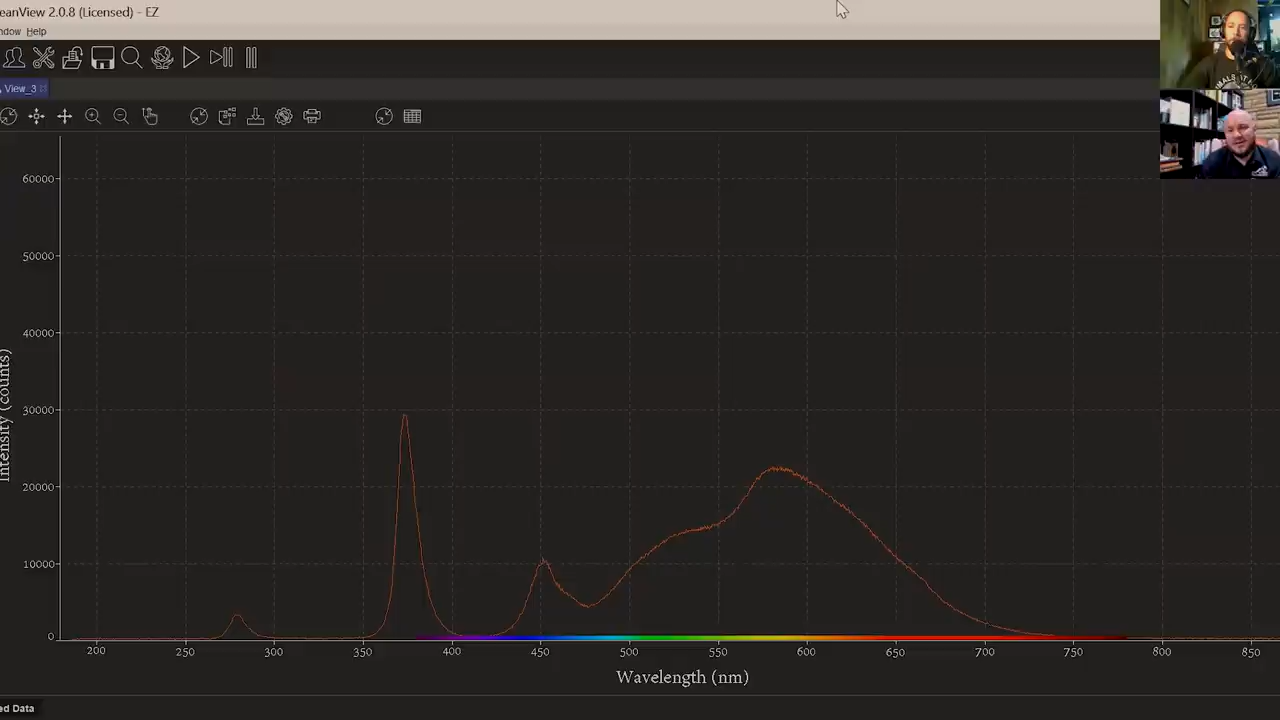 eanView 2.0.8 (Licensed) - EZ
ndow Help
View_3
60000
50000
40000
30000
20000
10000
0
Intensity (counts)
200 250 300 350 400 450 500 550 600 650 700 750 800 850
Wavelength (nm)
ed Data